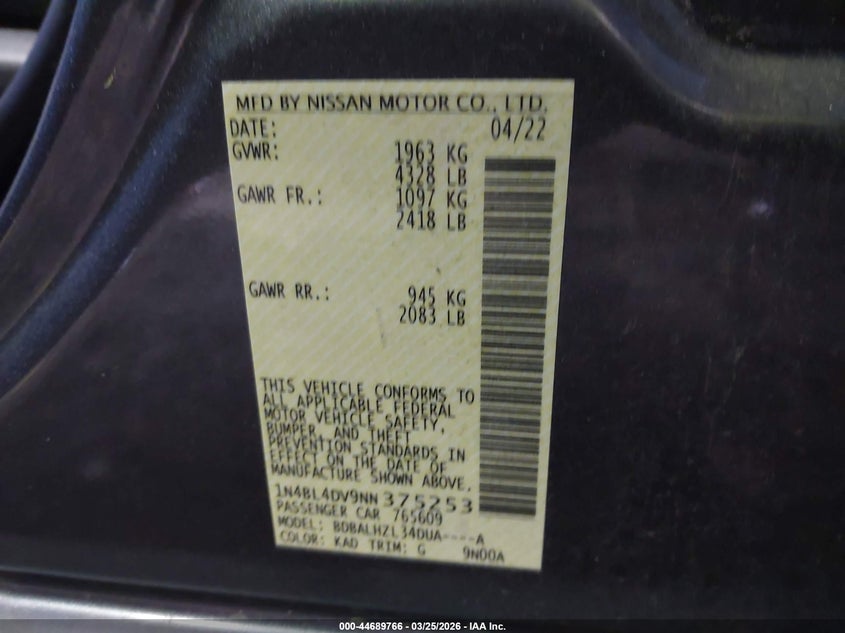 MFD BY NISSAN MOTOR CO., LTD.
DATE: 04/22
GVWR: 1963 KG
4328 LB
GAWR FR.: 1097 KG
2418 LB
GAWR RR.: 945 KG
2083 LB
THIS VEHICLE CONFORMS TO
ALL APPLICABLE FEDERAL
MOTOR VEHICLE SAFETY,
BUMPER, AND THEFT
PREVENTION STANDARDS IN
EFFECT ON THE DATE OF
MANUFACTURE SHOWN ABOVE.
1N4BL4DV9NN375253
PASSENGER CAR 765609
MODEL: BDBALHZL34DUA----A
COLOR: KAD TRIM: G 9N00A
000-44689766 — 03/25/2026 — IAA Inc.